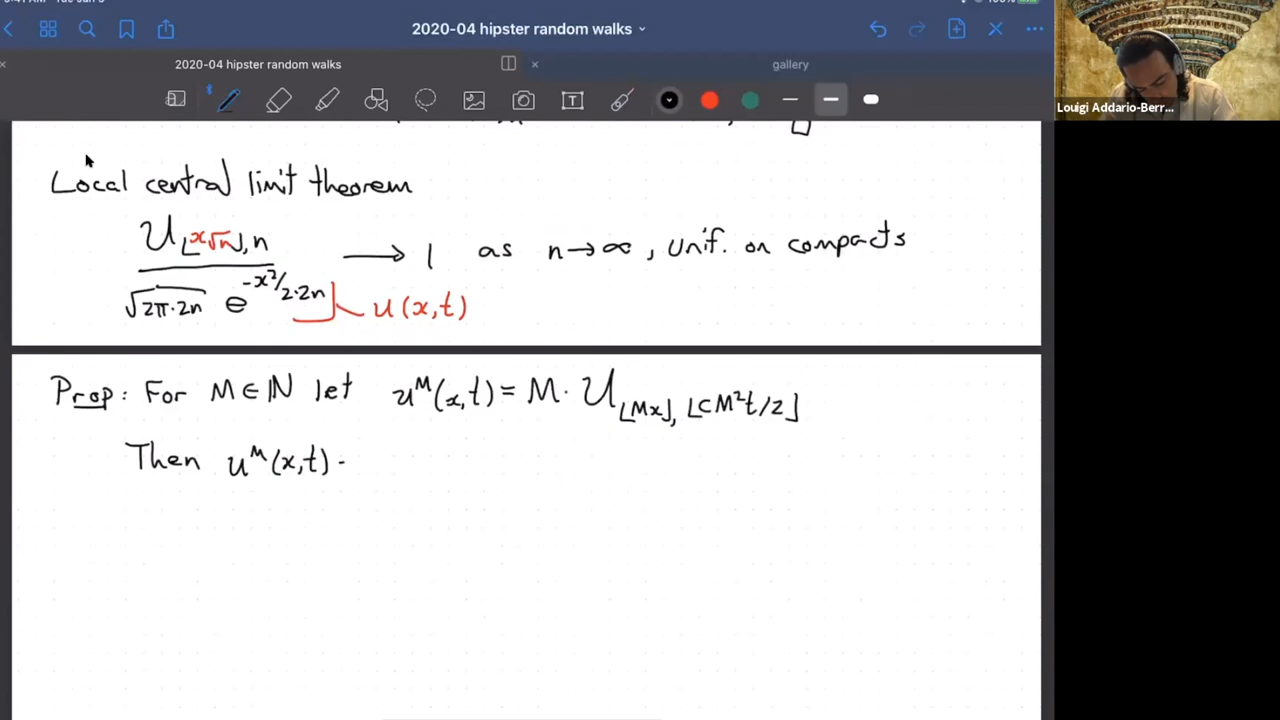 2020-04 hipster random walks
2020-04 hipster random walks
gallery
Louigi Addario-Berr...
Local central limit theorem
U⌊x√n⌋,n
⟶ 1 as n→∞, unif. on compacts
√2π·2n e^-x²/2·2n
u(x,t)
Prop: For M∈ℕ let u^M(x,t) = M· U⌊Mx⌋, ⌊CM²t/2⌋
Then u^M(x,t) -